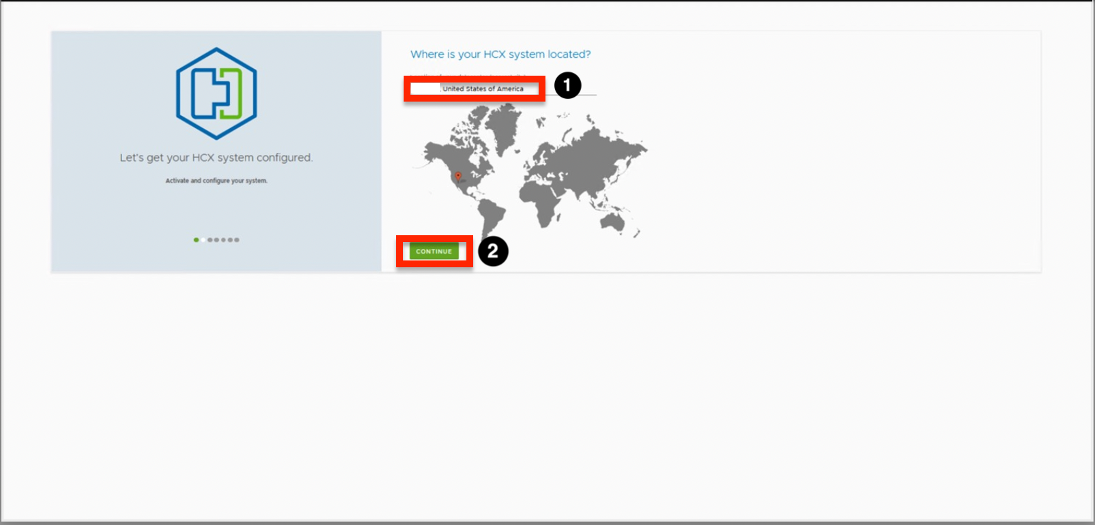 Where is your HCX system located?
United States of America
1
Let's get your HCX system configured.
Activate and configure your system.
CONTINUE
2